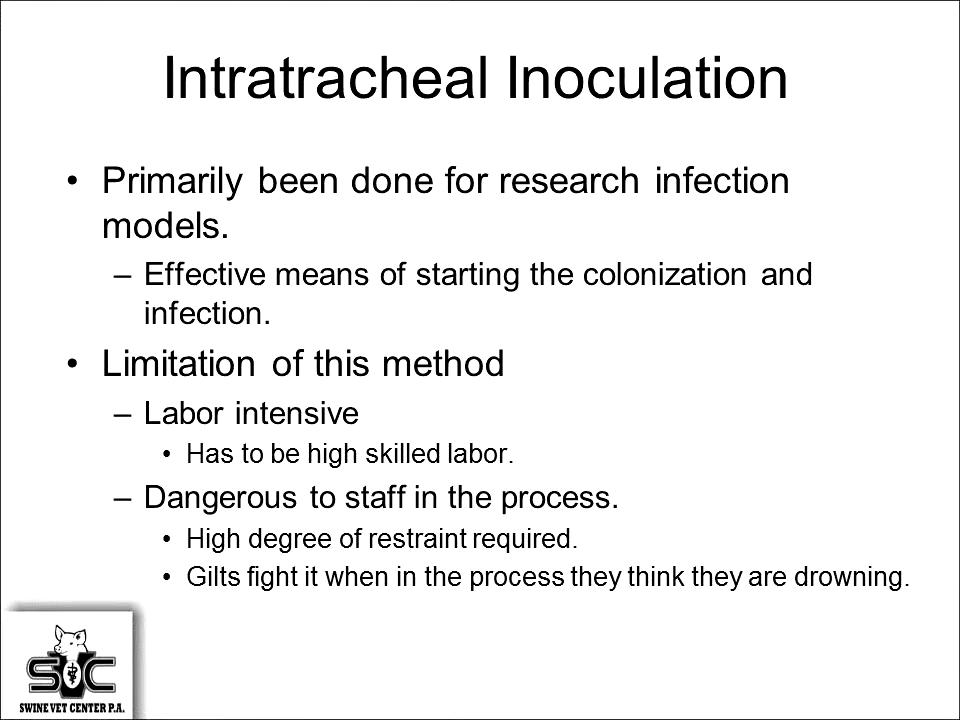 Intratracheal Inoculation
• Primarily been done for research infection
models.
– Effective means of starting the colonization and
infection.
• Limitation of this method
– Labor intensive
• Has to be high skilled labor.
– Dangerous to staff in the process.
• High degree of restraint required.
• Gilts fight it when in the process they think they are drowning.
SVC
SWINE VET CENTER P.A.